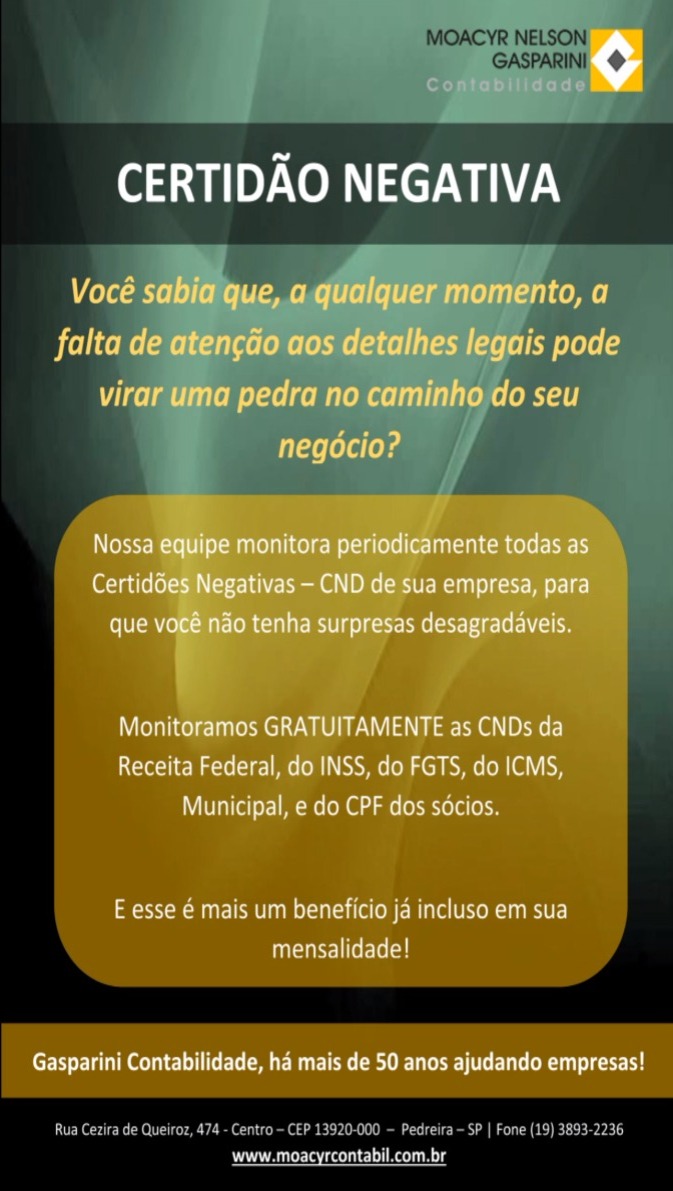 MOACYR NELSON
GASPARINI
Contabilidade
CERTIDÃO NEGATIVA
Você sabia que, a qualquer momento, a
falta de atenção aos detalhes legais pode
virar uma pedra no caminho do seu
negócio?
Nossa equipe monitora periodicamente todas as
Certidões Negativas – CND de sua empresa, para
que você não tenha surpresas desagradáveis.
Monitoramos GRATUITAMENTE as CNDs da
Receita Federal, do INSS, do FGTS, do ICMS,
Municipal, e do CPF dos sócios.
E esse é mais um benefício já incluso em sua
mensalidade!
Gasparini Contabilidade, há mais de 50 anos ajudando empresas!
Rua Cezira de Queiroz, 474 - Centro – CEP 13920-000 – Pedreira – SP | Fone (19) 3893-2236
www.moacyrcontabil.com.br